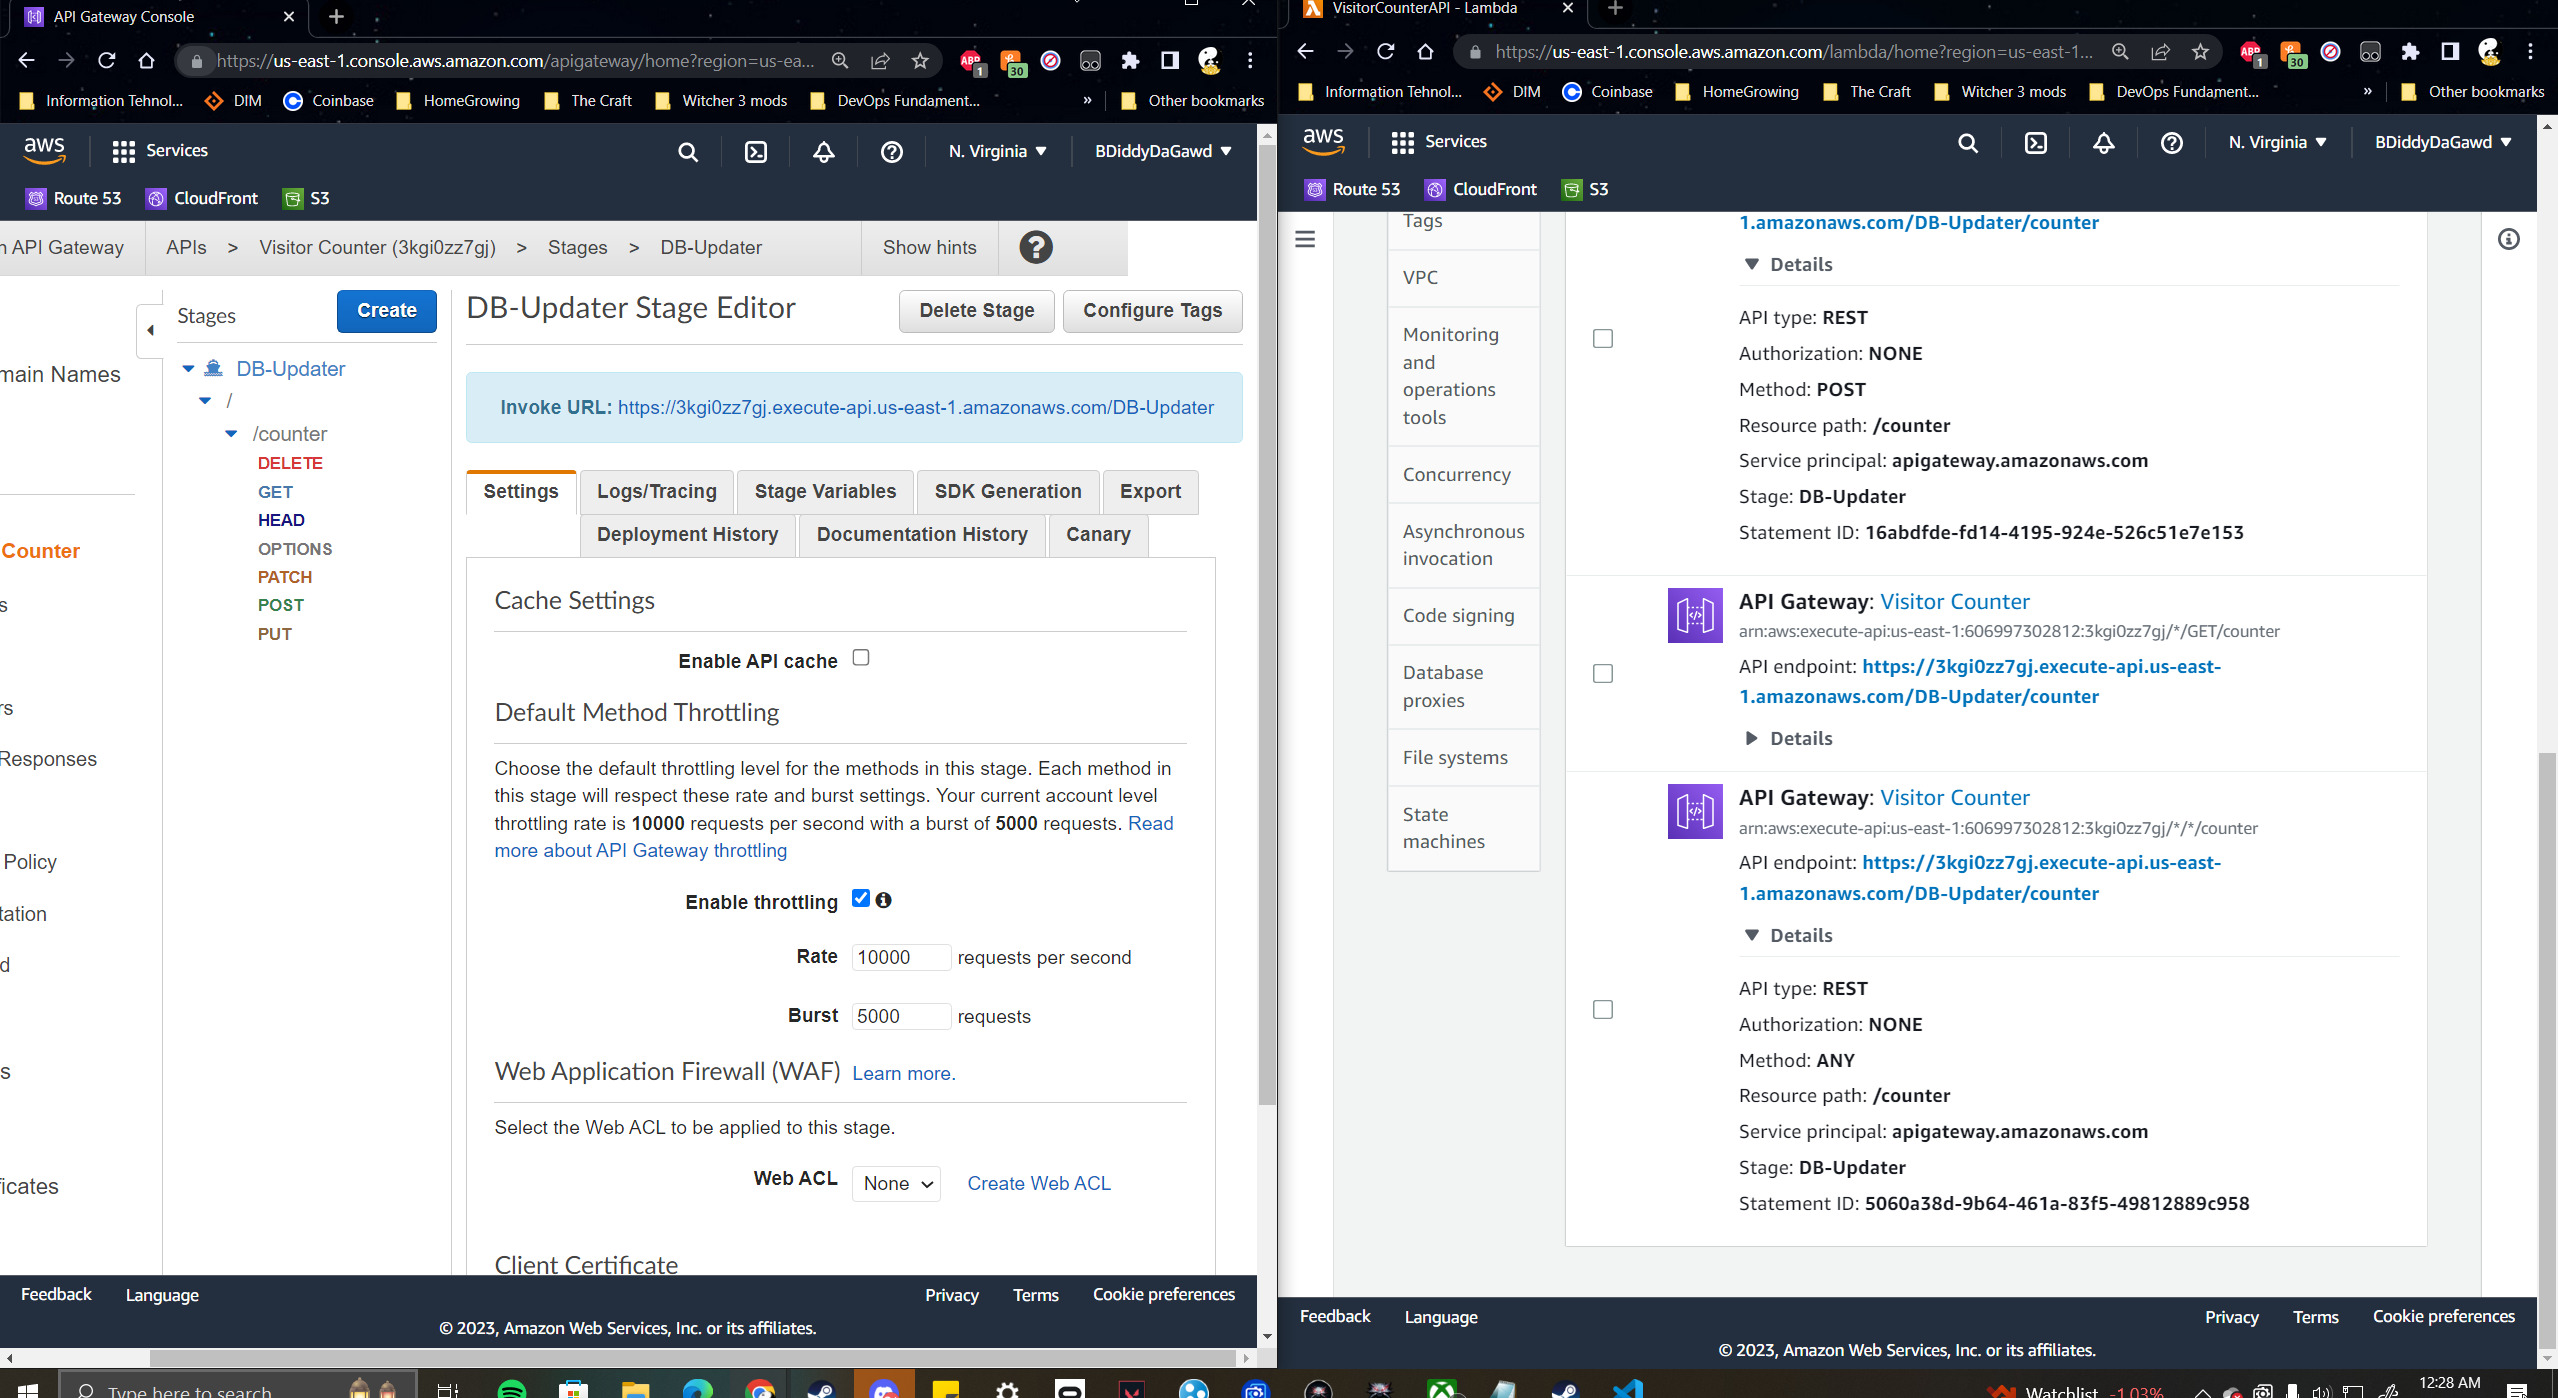 API Gateway Console
https://us-east-1.console.aws.amazon.com/apigateway/home?region=us-ea...
ABP
1
30
Information Tehnol...
DIM
Coinbase
HomeGrowing
The Craft
Witcher 3 mods
DevOps Fundament...
»
Other bookmarks
aws
Services
N. Virginia
BDiddyDaGawd
Route 53
CloudFront
S3
API Gateway
APIs > Visitor Counter (3kgi0zz7gj) > Stages > DB-Updater
Show hints
main Names
Counter
s
rs
Responses
Policy
tation
d
s
icates
Stages
Create
DB-Updater
/
/counter
DELETE
GET
HEAD
OPTIONS
PATCH
POST
PUT
DB-Updater Stage Editor
Delete Stage
Configure Tags
Invoke URL: https://3kgi0zz7gj.execute-api.us-east-1.amazonaws.com/DB-Updater
Settings
Logs/Tracing
Stage Variables
SDK Generation
Export
Deployment History
Documentation History
Canary
Cache Settings
Enable API cache
Default Method Throttling
Choose the default throttling level for the methods in this stage. Each method in
this stage will respect these rate and burst settings. Your current account level
throttling rate is 10000 requests per second with a burst of 5000 requests. Read
more about API Gateway throttling
Enable throttling
Rate 10000 requests per second
Burst 5000 requests
Web Application Firewall (WAF) Learn more.
Select the Web ACL to be applied to this stage.
Web ACL None Create Web ACL
Client Certificate
Feedback
Language
Privacy
Terms
Cookie preferences
© 2023, Amazon Web Services, Inc. or its affiliates.
VisitorCounterAPI - Lambda
https://us-east-1.console.aws.amazon.com/lambda/home?region=us-east-1...
ABP
1
30
Information Tehnol...
DIM
Coinbase
HomeGrowing
The Craft
Witcher 3 mods
DevOps Fundament...
»
Other bookmarks
aws
Services
N. Virginia
BDiddyDaGawd
Route 53
CloudFront
S3
Tags
VPC
Monitoring
and
operations
tools
Concurrency
Asynchronous
invocation
Code signing
Database
proxies
File systems
State
machines
1.amazonaws.com/DB-Updater/counter
Details
API type: REST
Authorization: NONE
Method: POST
Resource path: /counter
Service principal: apigateway.amazonaws.com
Stage: DB-Updater
Statement ID: 16abdfde-fd14-4195-924e-526c51e7e153
API Gateway: Visitor Counter
arn:aws:execute-api:us-east-1:606997302812:3kgi0zz7gj/*/GET/counter
API endpoint: https://3kgi0zz7gj.execute-api.us-east-
1.amazonaws.com/DB-Updater/counter
Details
API Gateway: Visitor Counter
arn:aws:execute-api:us-east-1:606997302812:3kgi0zz7gj/*/*/counter
API endpoint: https://3kgi0zz7gj.execute-api.us-east-
1.amazonaws.com/DB-Updater/counter
Details
API type: REST
Authorization: NONE
Method: ANY
Resource path: /counter
Service principal: apigateway.amazonaws.com
Stage: DB-Updater
Statement ID: 5060a38d-9b64-461a-83f5-49812889c958
Feedback
Language
Privacy
Terms
Cookie preferences
© 2023, Amazon Web Services, Inc. or its affiliates.
Type here to search
Watchlist -1.03%
12:28 AM